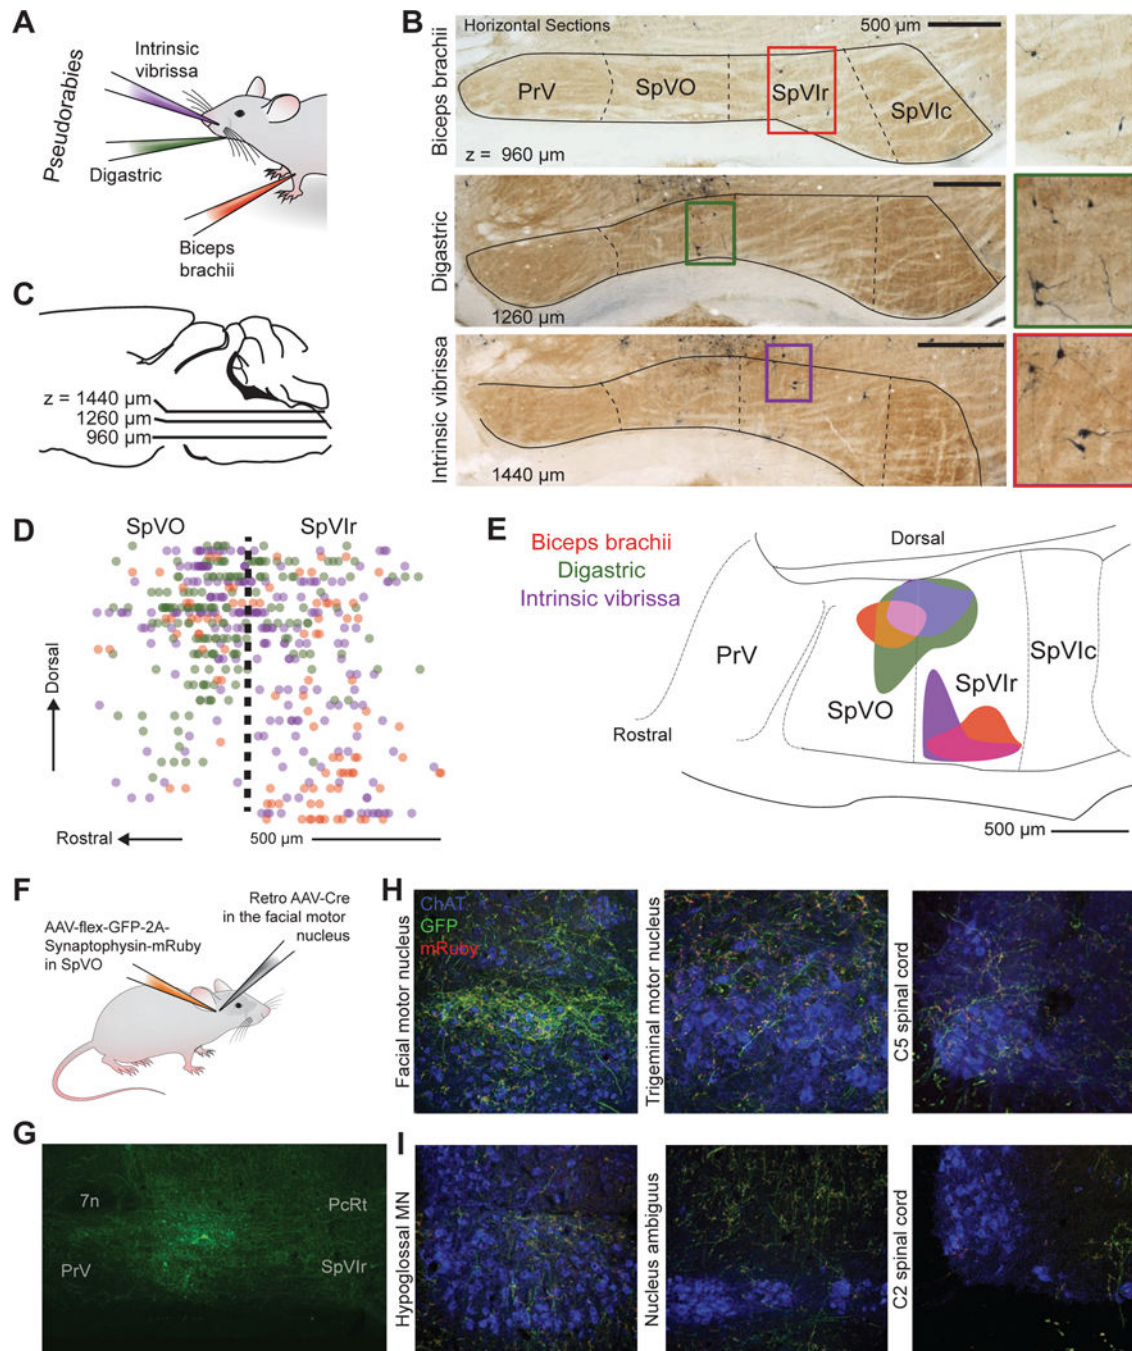 A
Pseudorabies
Intrinsic
vibrissa
Digastric
Biceps
brachii
B
Horizontal Sections
500 µm
Biceps
brachii
PrV
SpVO
SpVIr
SpVIc
z = 960 µm
Digastric
1260 µm
Intrinsic vibrissa
1440 µm
C
z = 1440 µm
1260 µm
960 µm
D
SpVO
SpVIr
Dorsal
Rostral
500 µm
E
Biceps brachii
Digastric
Intrinsic vibrissa
Dorsal
PrV
SpVO
SpVIr
SpVIc
Rostral
500 µm
F
AAV-flex-GFP-2A-
Synaptophysin-mRuby
in SpVO
Retro AAV-Cre
in the facial motor
nucleus
G
7n
PcRt
PrV
SpVIr
H
Facial motor nucleus
ChAT
GFP
mRuby
Trigeminal motor nucleus
C5 spinal cord
I
Hypoglossal MN
Nucleus ambiguus
C2 spinal cord